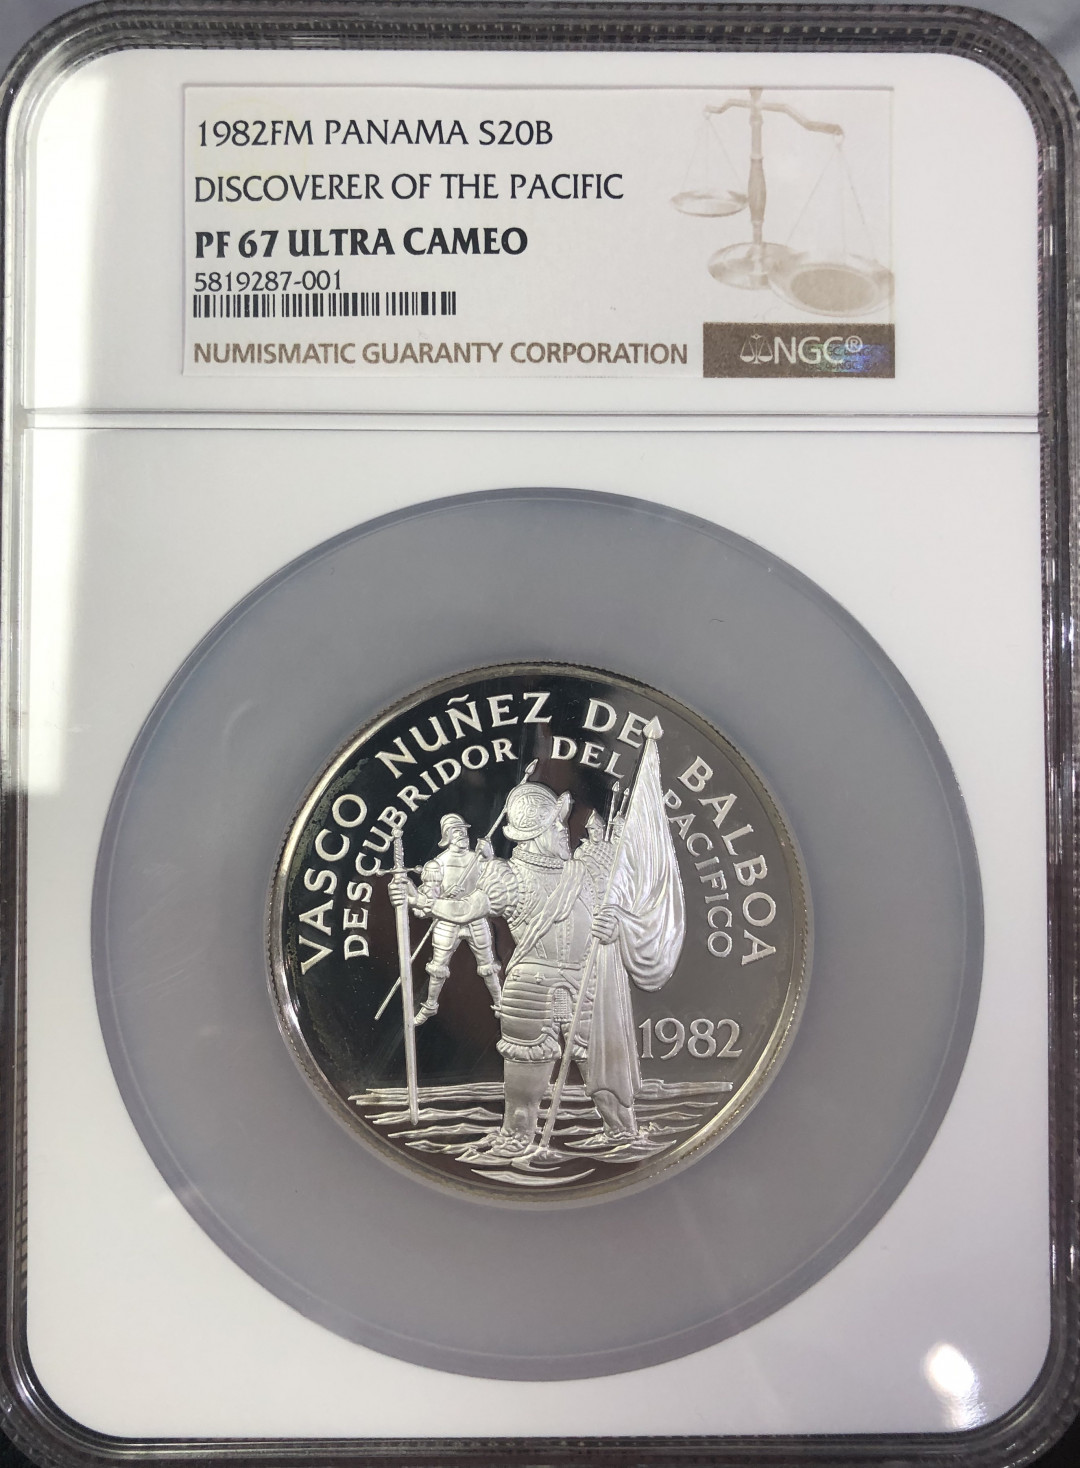 1982FM PANAMA S20B
DISCOVERER OF THE PACIFIC
PF 67 ULTRA CAMEO
5819287-001
NUMISMATIC GUARANTY CORPORATION
NGC®
VASCO NUÑEZ DE BALBOA
DESCUBRIDOR DEL PACIFICO
1982